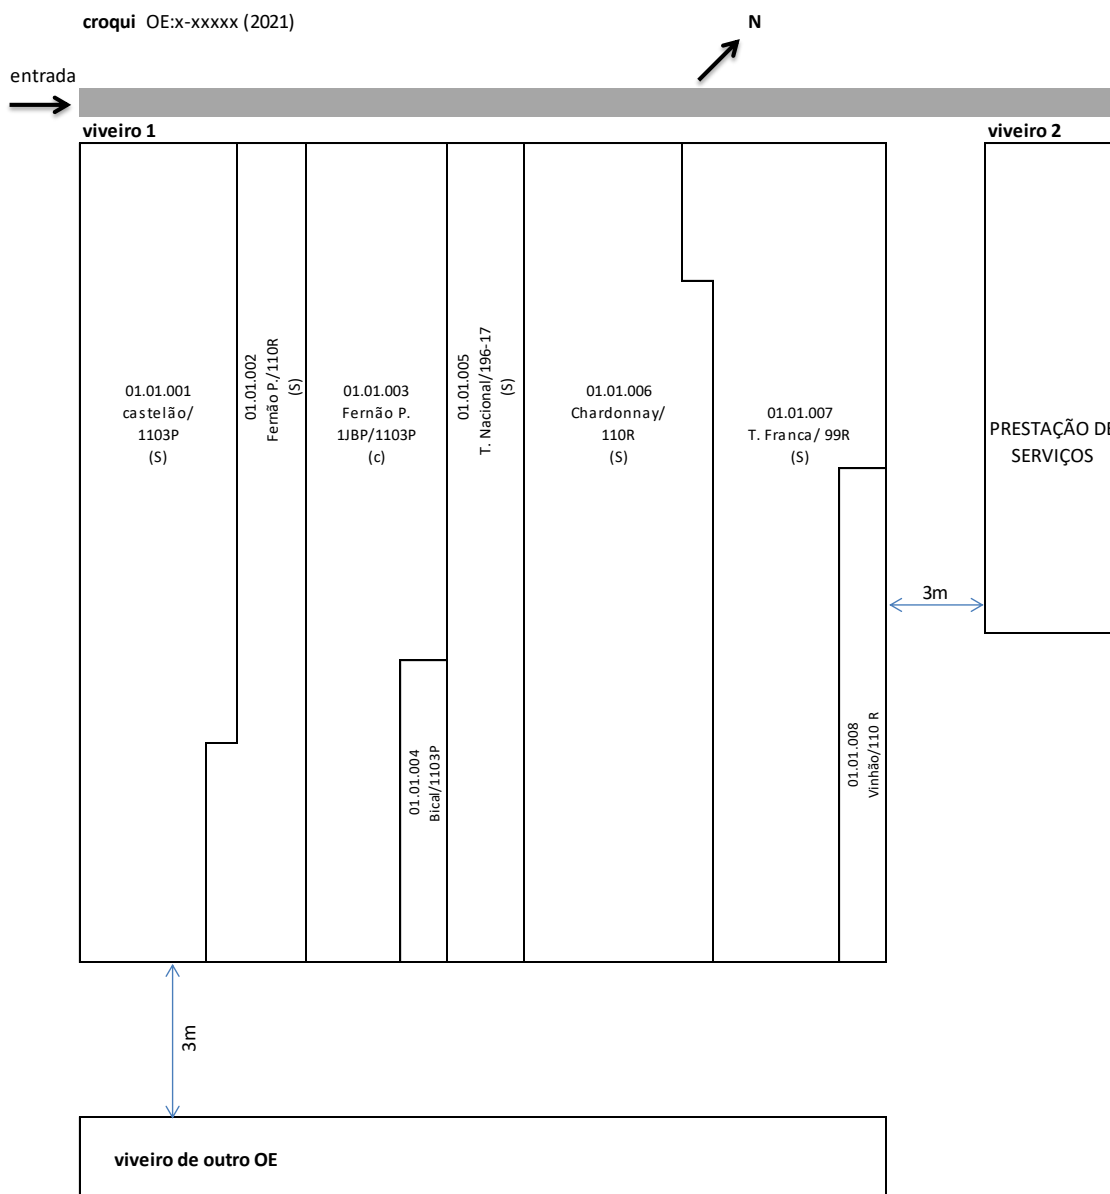 croqui OE:x-xxxxx (2021)
N
entrada
viveiro 1
viveiro 2
01.01.001
castelão/
1103P
(S)
01.01.002
Fernão P./110R
(S)
01.01.003
Fernão P.
1JBP/1103P
(c)
01.01.004
Bical/1103P
01.01.005
T. Nacional/196-17
(S)
01.01.006
Chardonnay/
110R
(S)
01.01.007
T. Franca/ 99R
(S)
01.01.008
Vinhão/110 R
PRESTAÇÃO DE
SERVIÇOS
3m
3m
viveiro de outro OE